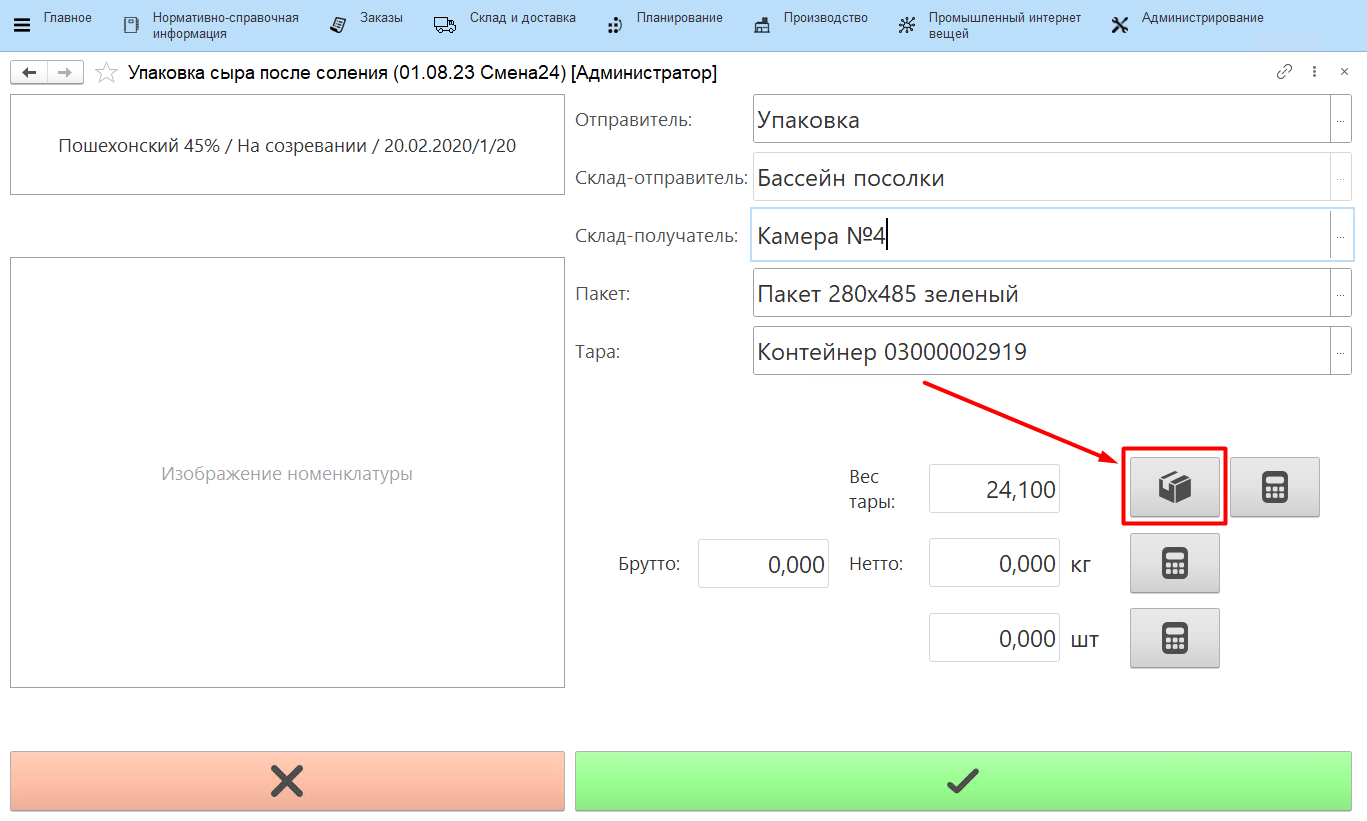 Главное
Нормативно-справочная
информация
Заказы
Склад и доставка
Планирование
Производство
Промышленный интернет
вещей
Администрирование
Упаковка сыра после соления (01.08.23 Смена24) [Администратор]
Пошехонский 45% / На созревании / 20.02.2020/1/20
Отправитель: Упаковка ...
Склад-отправитель: Бассейн посолки ...
Склад-получатель: Камера №4 ...
Пакет: Пакет 280x485 зеленый ...
Тара: Контейнер 03000002919 ...
Изображение номенклатуры
Вес
тары: 24,100
Брутто: 0,000 Нетто: 0,000 кг
0,000 шт